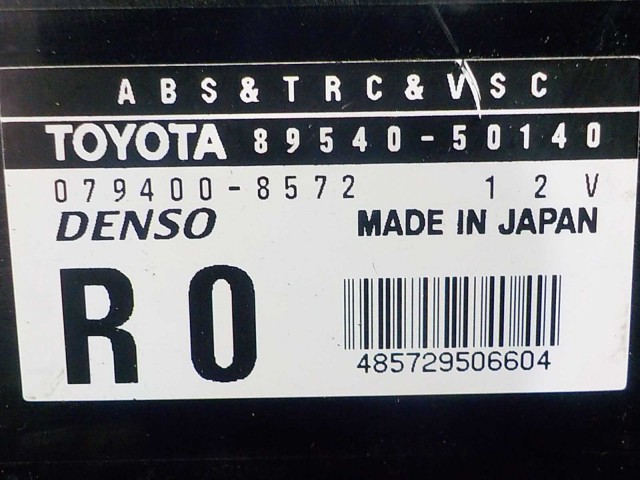 ABS&TRC&VSC
TOYOTA 89540-50140
079400-8572 12V
DENSO MADE IN JAPAN
R0
485729506604